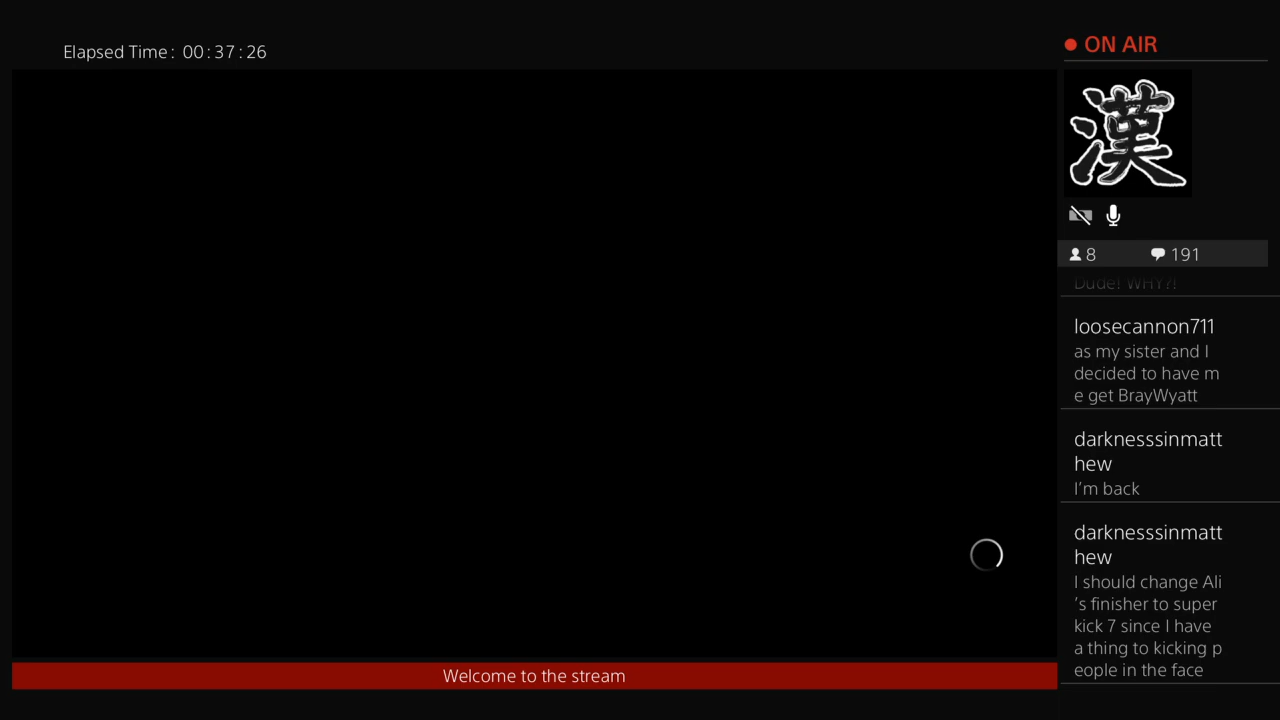 Elapsed Time: 00:37:26
ON AIR
漢
8 191
Dude! WHY?!
loosecannon711
as my sister and I
decided to have m
e get BrayWyatt
darknesssinmatt
hew
I'm back
darknesssinmatt
hew
I should change Ali
's finisher to super
kick 7 since I have
a thing to kicking p
eople in the face
Welcome to the stream